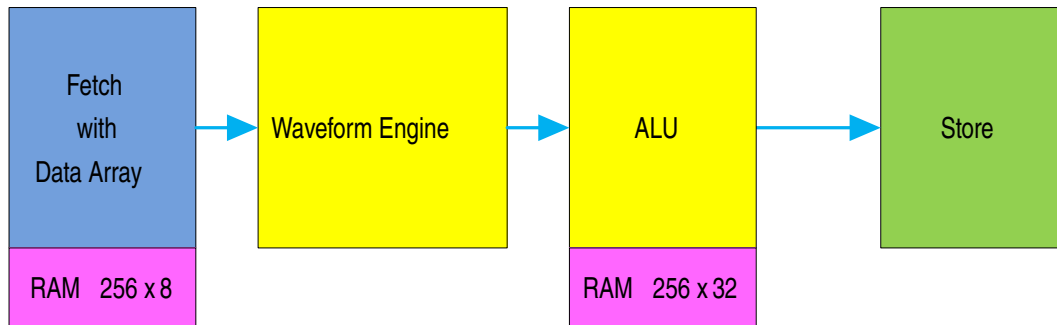 Fetch
with
Data Array
Waveform Engine
ALU
Store
RAM 256 x 8
RAM 256 x 32